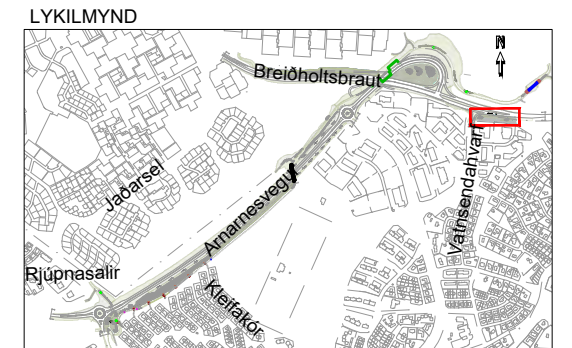 LYKILMYND
N
Breiðholtsbraut
Vatnsendahvarf
Jaðarsel
Arnarnesvegur
Rjúpnasalir
Kleifakór